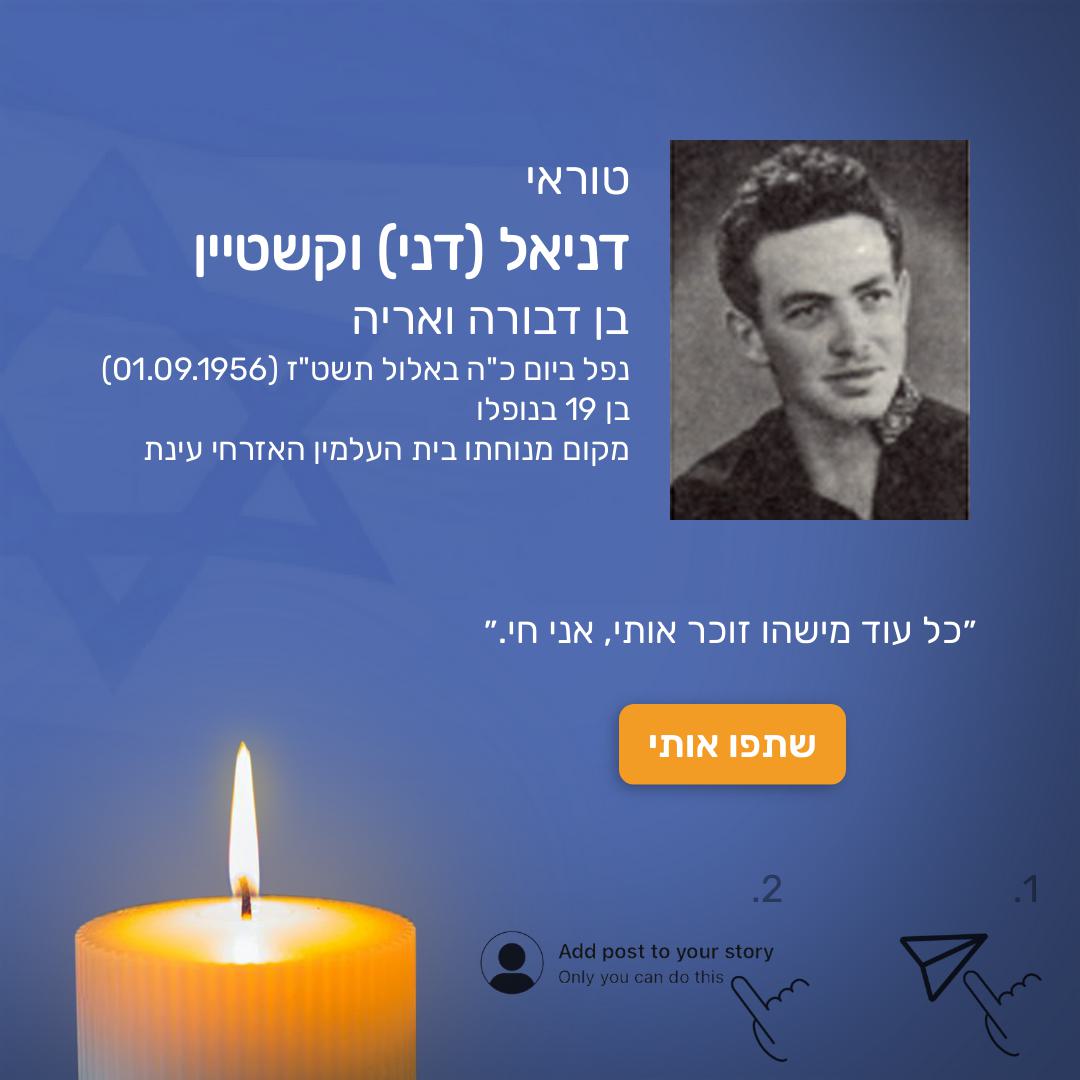 טוראי
דניאל (דני) וקשטיין
בן דבורה ואריה
נפל ביום כ"ה באלול תשט"ז (01.09.1956)
בן 19 בנופלו
מקום מנוחתו בית העלמין האזרחי עינת
״כל עוד מישהו זוכר אותי, אני חי.״
שתפו אותי
1.
2.
Add post to your story
Only you can do this